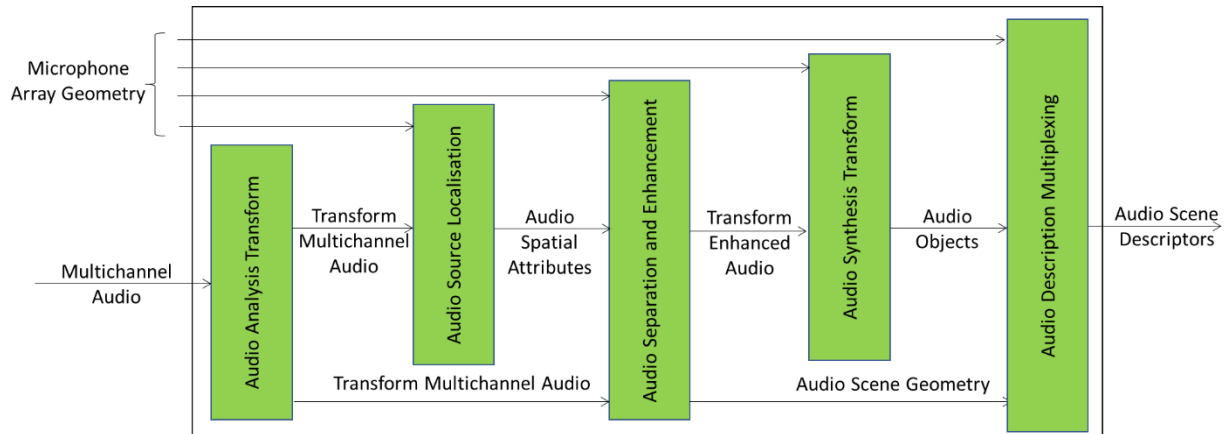 Microphone
Array Geometry
Multichannel
Audio
Audio Analysis Transform
Transform
Multichannel
Audio
Audio Source Localisation
Audio
Spatial
Attributes
Transform Multichannel Audio
Audio Separation and Enhancement
Transform
Enhanced
Audio
Audio Synthesis Transform
Audio
Objects
Audio Scene Geometry
Audio Description Multiplexing
Audio Scene
Descriptors